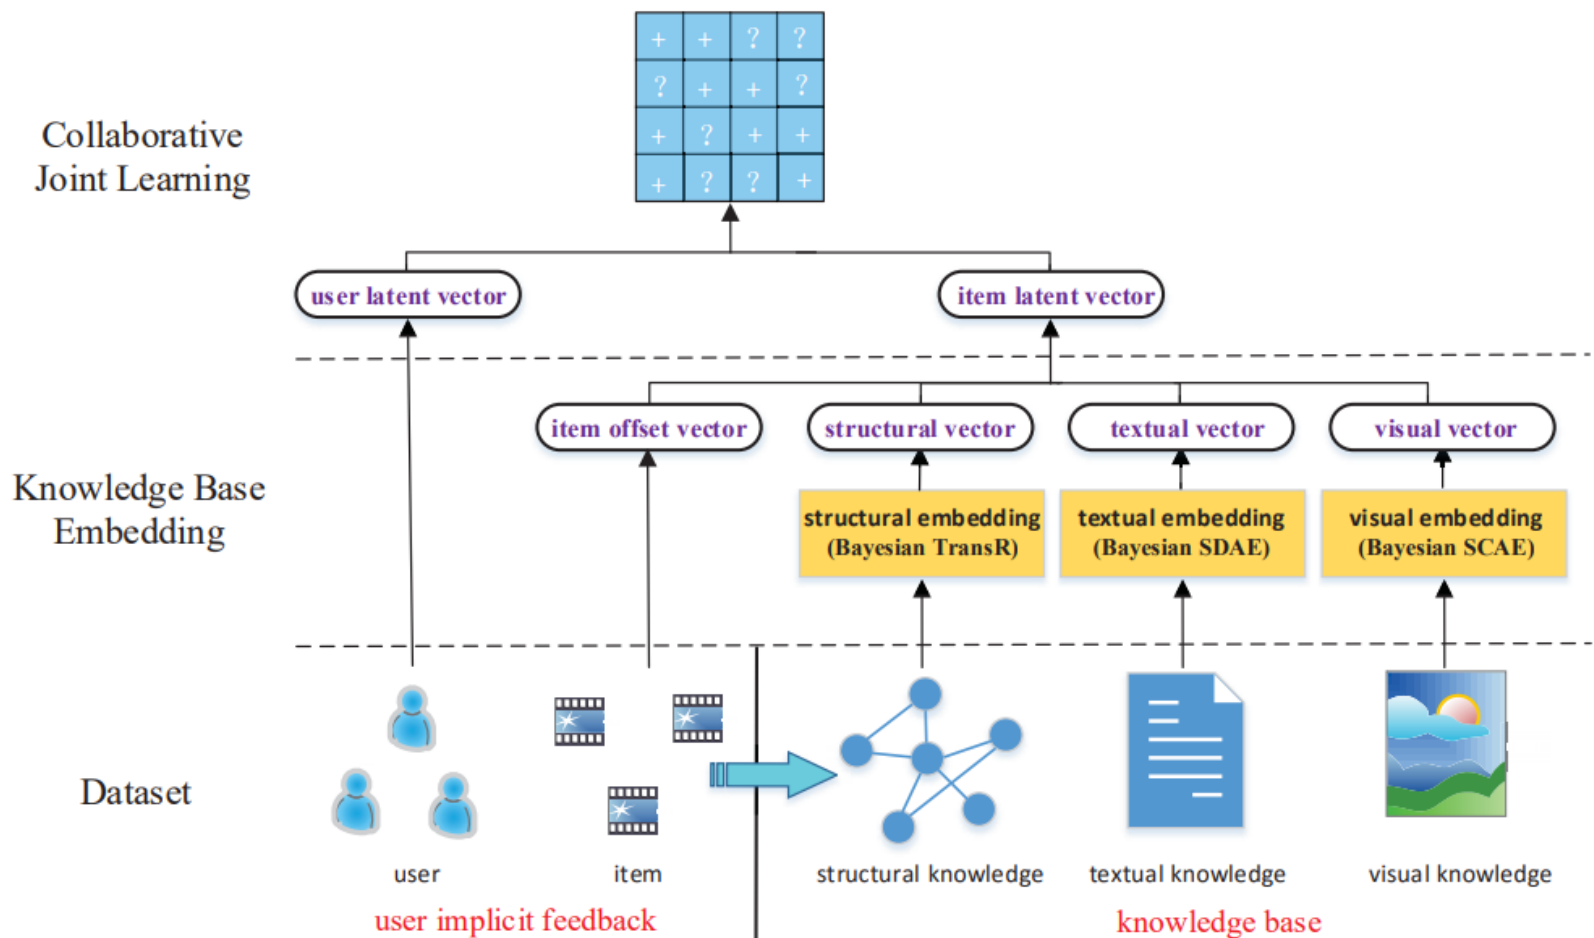 + + ? ?
? + + ?
+ ? + +
+ ? ? +
Collaborative
Joint Learning
user latent vector
item latent vector
item offset vector
structural vector
textual vector
visual vector
Knowledge Base
Embedding
structural embedding
(Bayesian TransR)
textual embedding
(Bayesian SDAE)
visual embedding
(Bayesian SCAE)
Dataset
user
item
structural knowledge
textual knowledge
visual knowledge
user implicit feedback
knowledge base